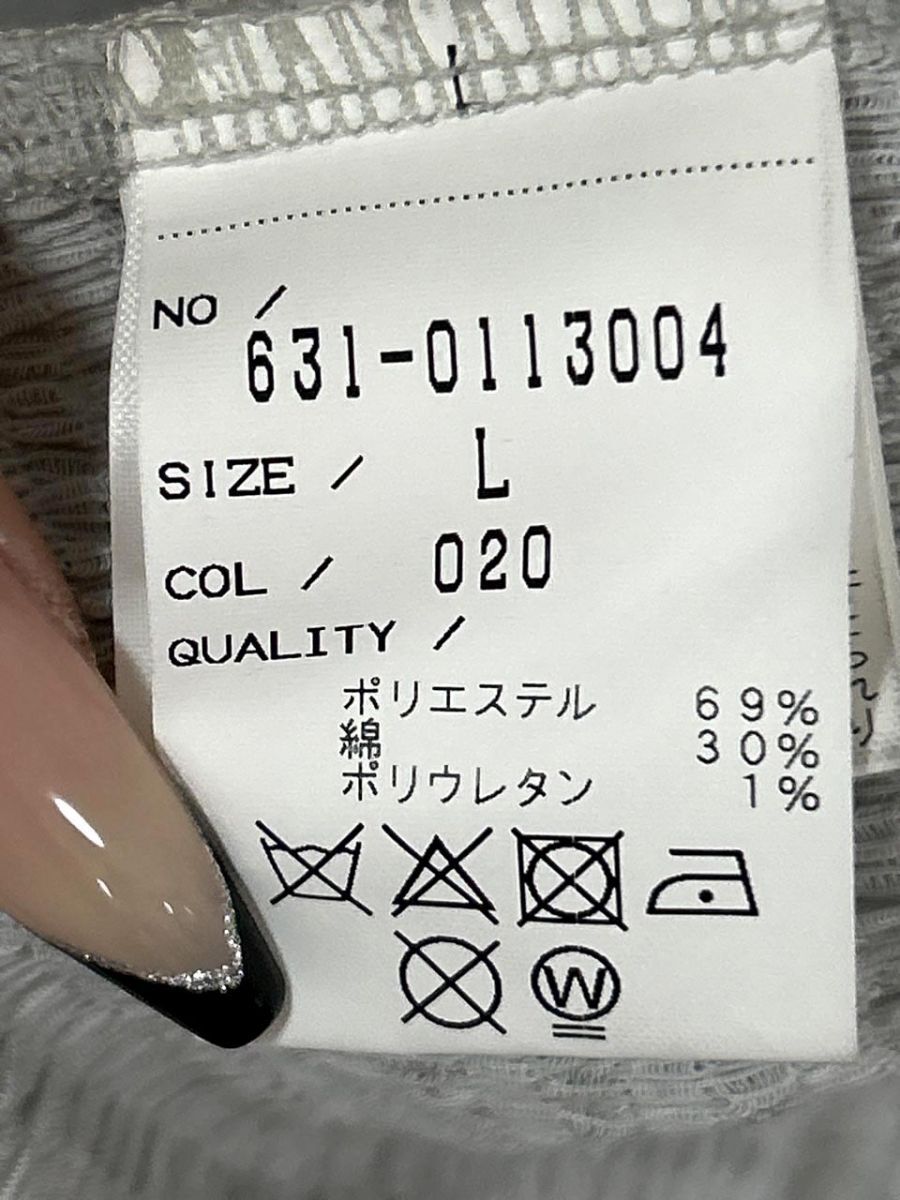 L
NO /
631-0113004
SIZE / L
COL / 020
QUALITY /
ポリエステル 69%
綿 30%
ポリウレタン 1%
W